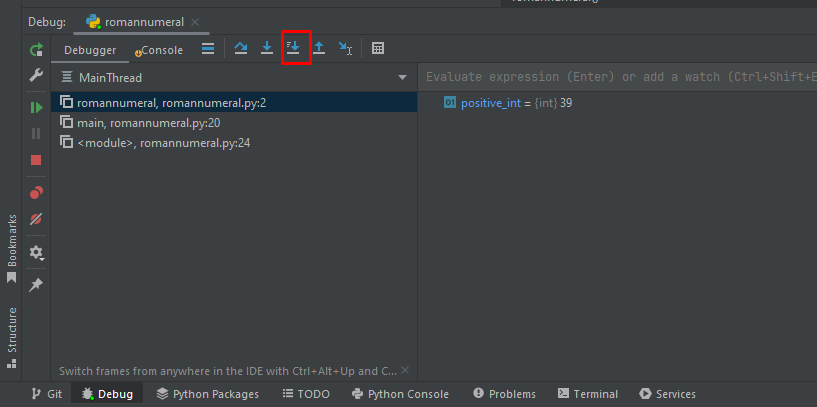 Debug: romannumeral
Debugger Console
MainThread
Evaluate expression (Enter) or add a watch (Ctrl+Shift+E
romannumeral, romannumeral.py:2
positive_int = {int} 39
main, romannumeral.py:20
<module>, romannumeral.py:24
Bookmarks
Structure
Switch frames from anywhere in the IDE with Ctrl+Alt+Up and C...
Git Debug Python Packages TODO Python Console Problems Terminal Services